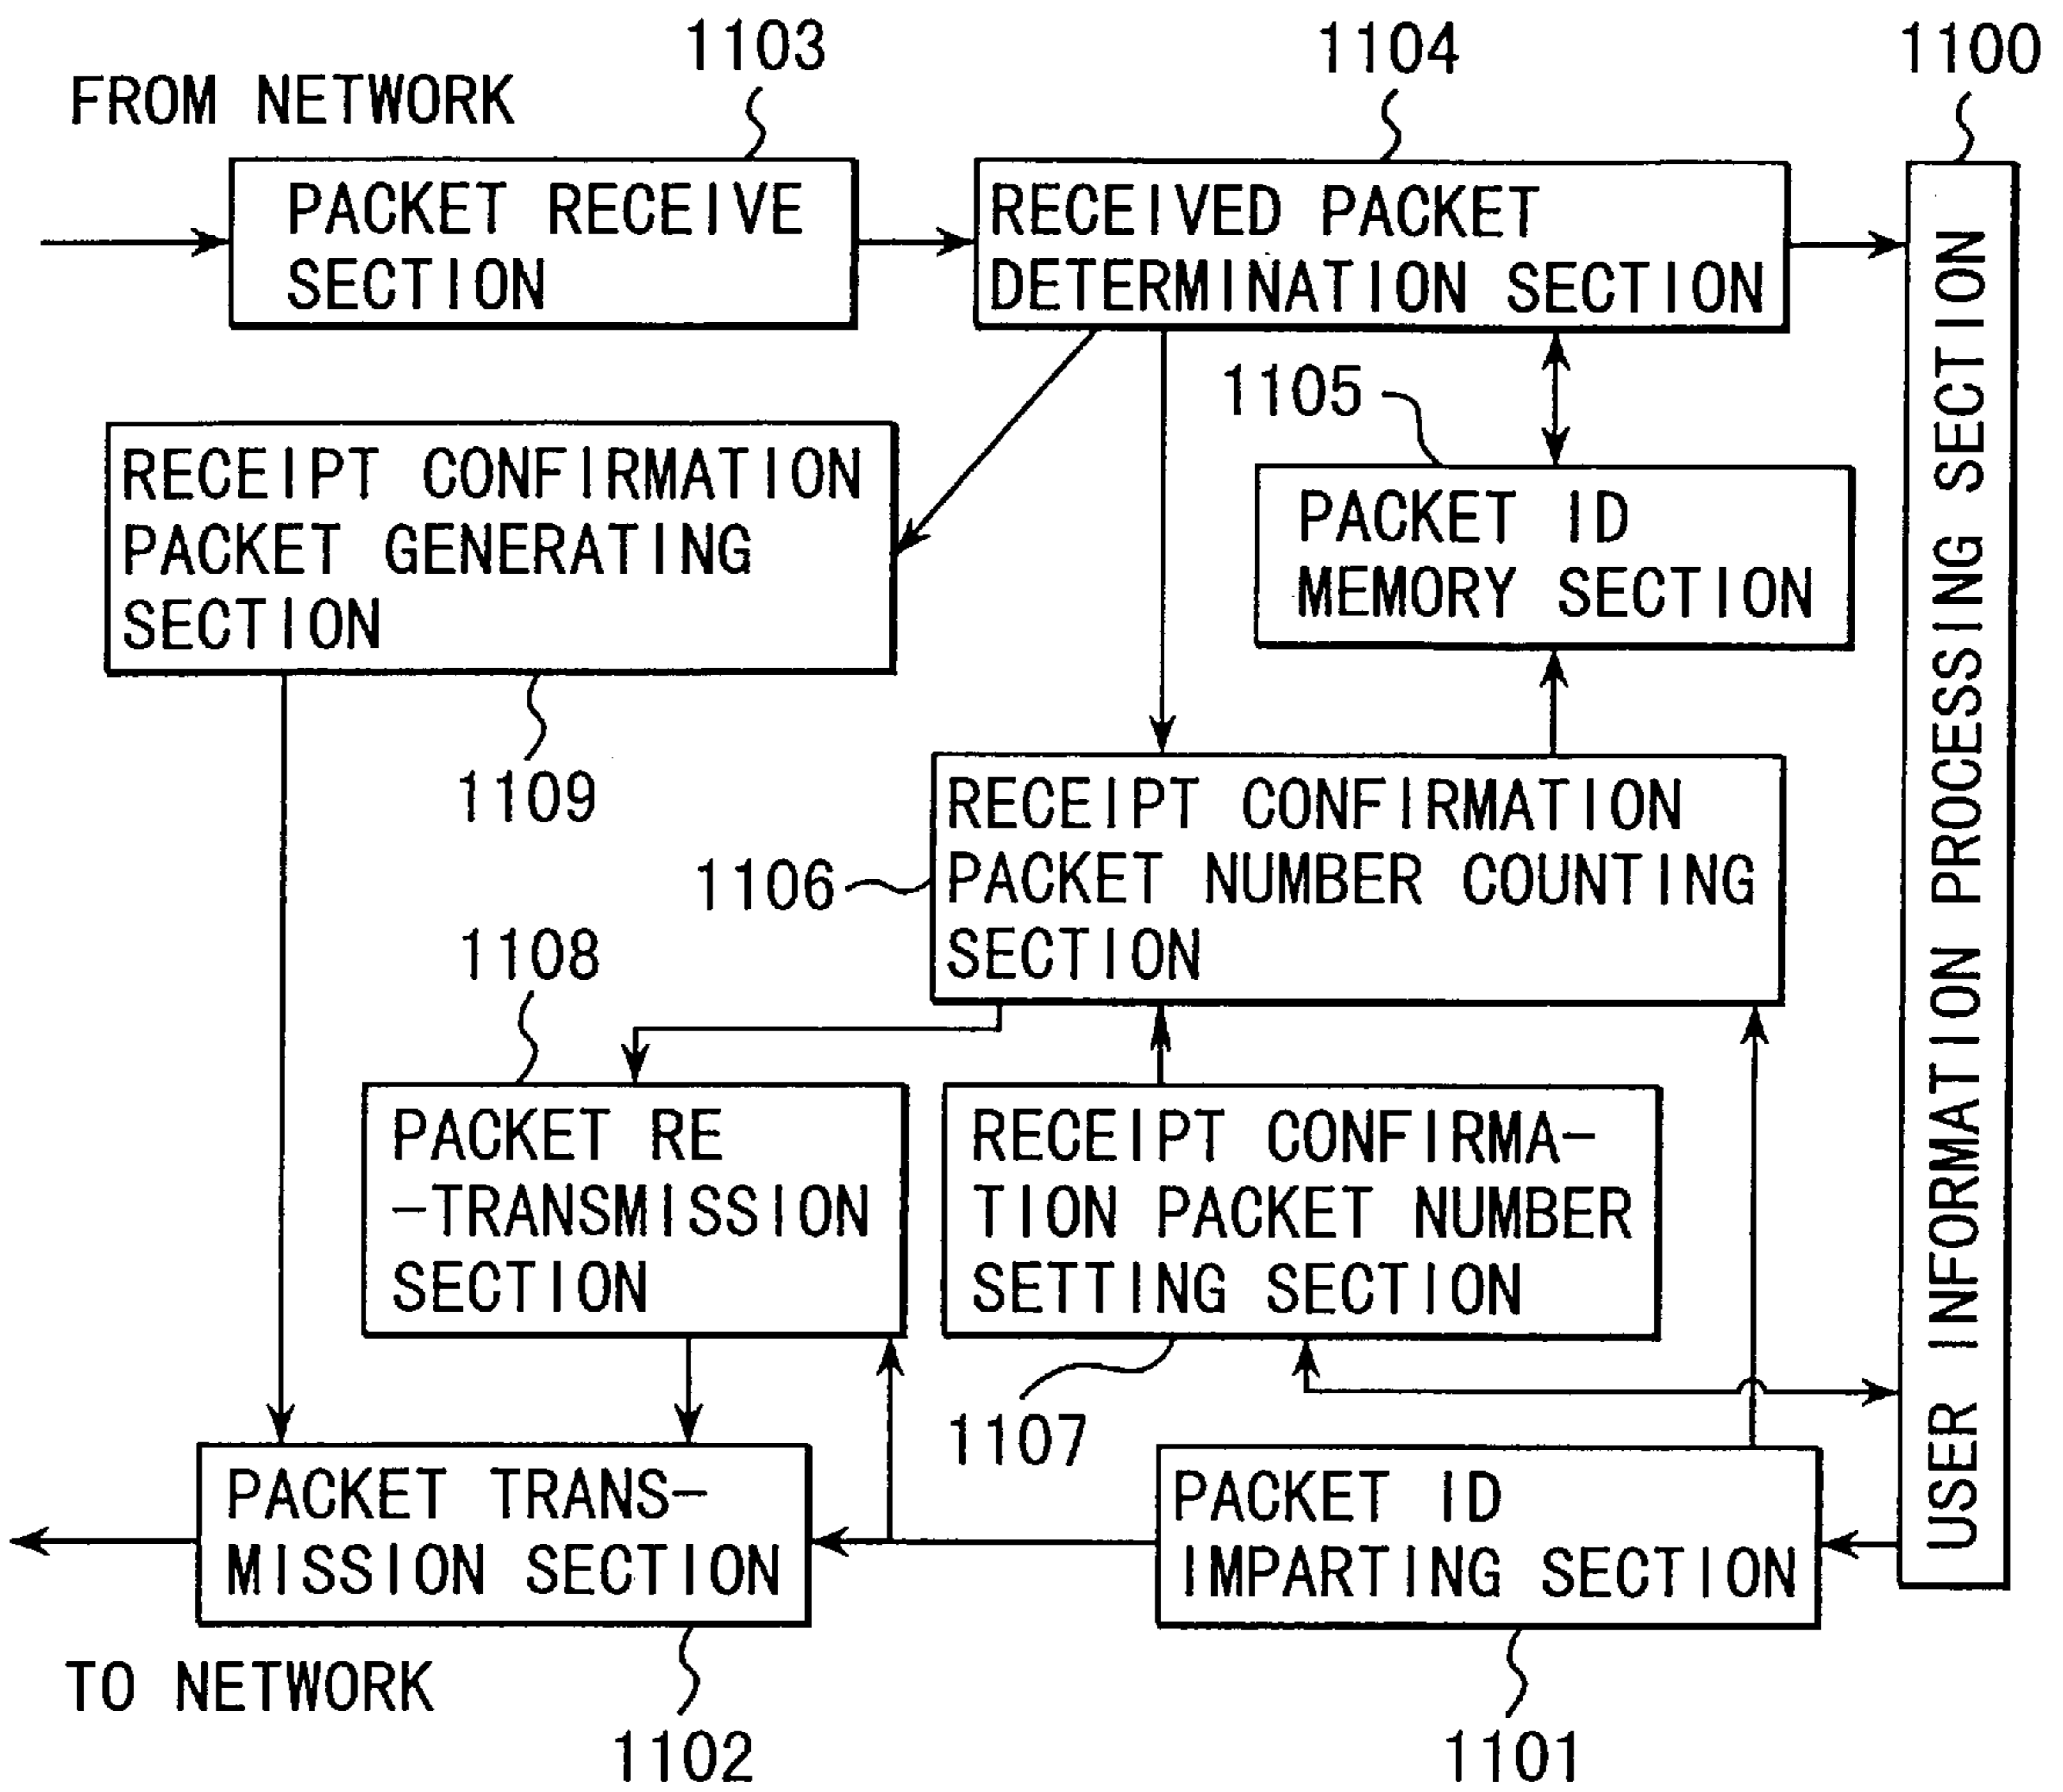 1103
1104
1100
FROM NETWORK
PACKET RECEIVE
SECTION
RECEIVED PACKET
DETERMINATION SECTION
1105
RECEIPT CONFIRMATION
PACKET GENERATING
SECTION
PACKET ID
MEMORY SECTION
USER INFORMATION PROCESSING SECTION
1109
RECEIPT CONFIRMATION
PACKET NUMBER COUNTING
SECTION
1106
1108
PACKET RE
-TRANSMISSION
SECTION
RECEIPT CONFIRMA-
TION PACKET NUMBER
SETTING SECTION
1107
PACKET TRANS-
MISSION SECTION
PACKET ID
IMPARTING SECTION
TO NETWORK
1102
1101